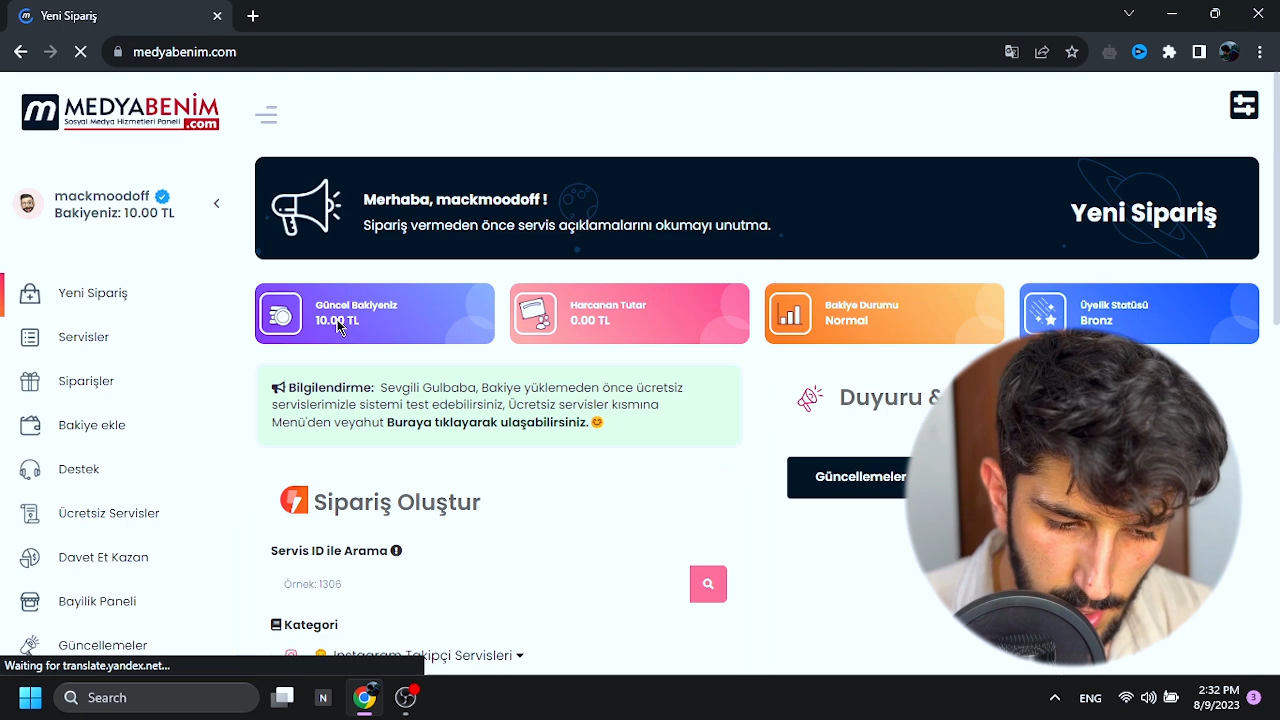 Yeni Sipariş
medyabenim.com
m MEDYABENİM
Sosyal Medya Hizmetleri Paneli .com
mackmoodoff
Bakiyeniz: 10.00 TL
Merhaba, mackmoodoff !
Sipariş vermeden önce servis açıklamalarını okumayı unutma.
Yeni Sipariş
Yeni Sipariş
Servisler
Siparişler
Bakiye ekle
Destek
Ücretsiz Servisler
Davet Et Kazan
Bayilik Paneli
Güncellemeler
Güncel Bakiyeniz
10.00 TL
Harcanan Tutar
0.00 TL
Bakiye Durumu
Normal
Üyelik Statüsü
Bronz
Bilgilendirme: Sevgili Gulbaba, Bakiye yüklemeden önce ücretsiz
servislerimizle sistemi test edebilirsiniz, Ücretsiz servisler kısmına
Menü'den veyahut Buraya tıklayarak ulaşabilirsiniz. 😊
Duyuru &
Güncellemeler
Sipariş Oluştur
Servis ID ile Arama
Örnek: 1306
Kategori
Instagram Takipçi Servisleri
Waiting for translate.yandex.net...
Search
N
ENG
2:32 PM
8/9/2023
3